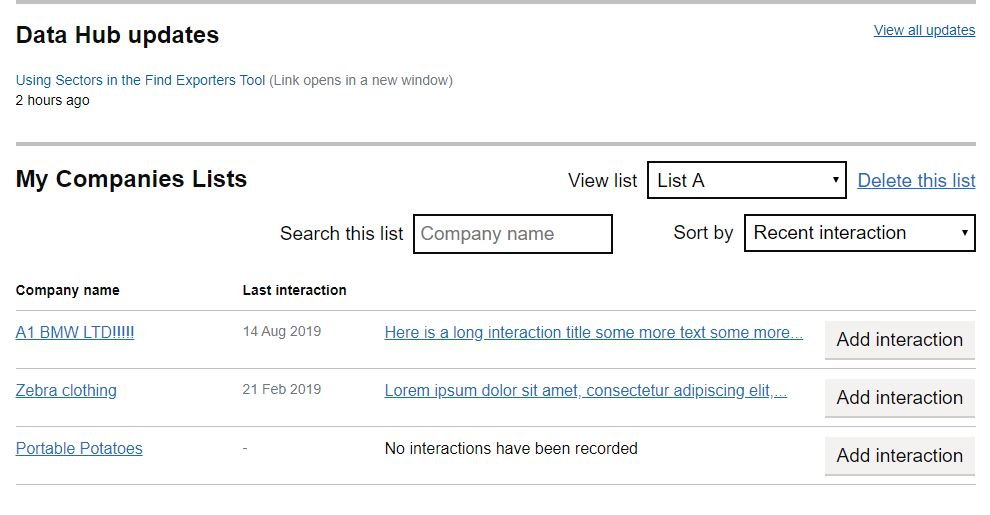 Data Hub updates
View all updates
Using Sectors in the Find Exporters Tool (Link opens in a new window)
2 hours ago
My Companies Lists
View list List A Delete this list
Search this list Company name Sort by Recent interaction
Company name Last interaction
A1 BMW LTD!!!!! 14 Aug 2019 Here is a long interaction title some more text some more... Add interaction
Zebra clothing 21 Feb 2019 Lorem ipsum dolor sit amet, consectetur adipiscing elit,... Add interaction
Portable Potatoes - No interactions have been recorded Add interaction